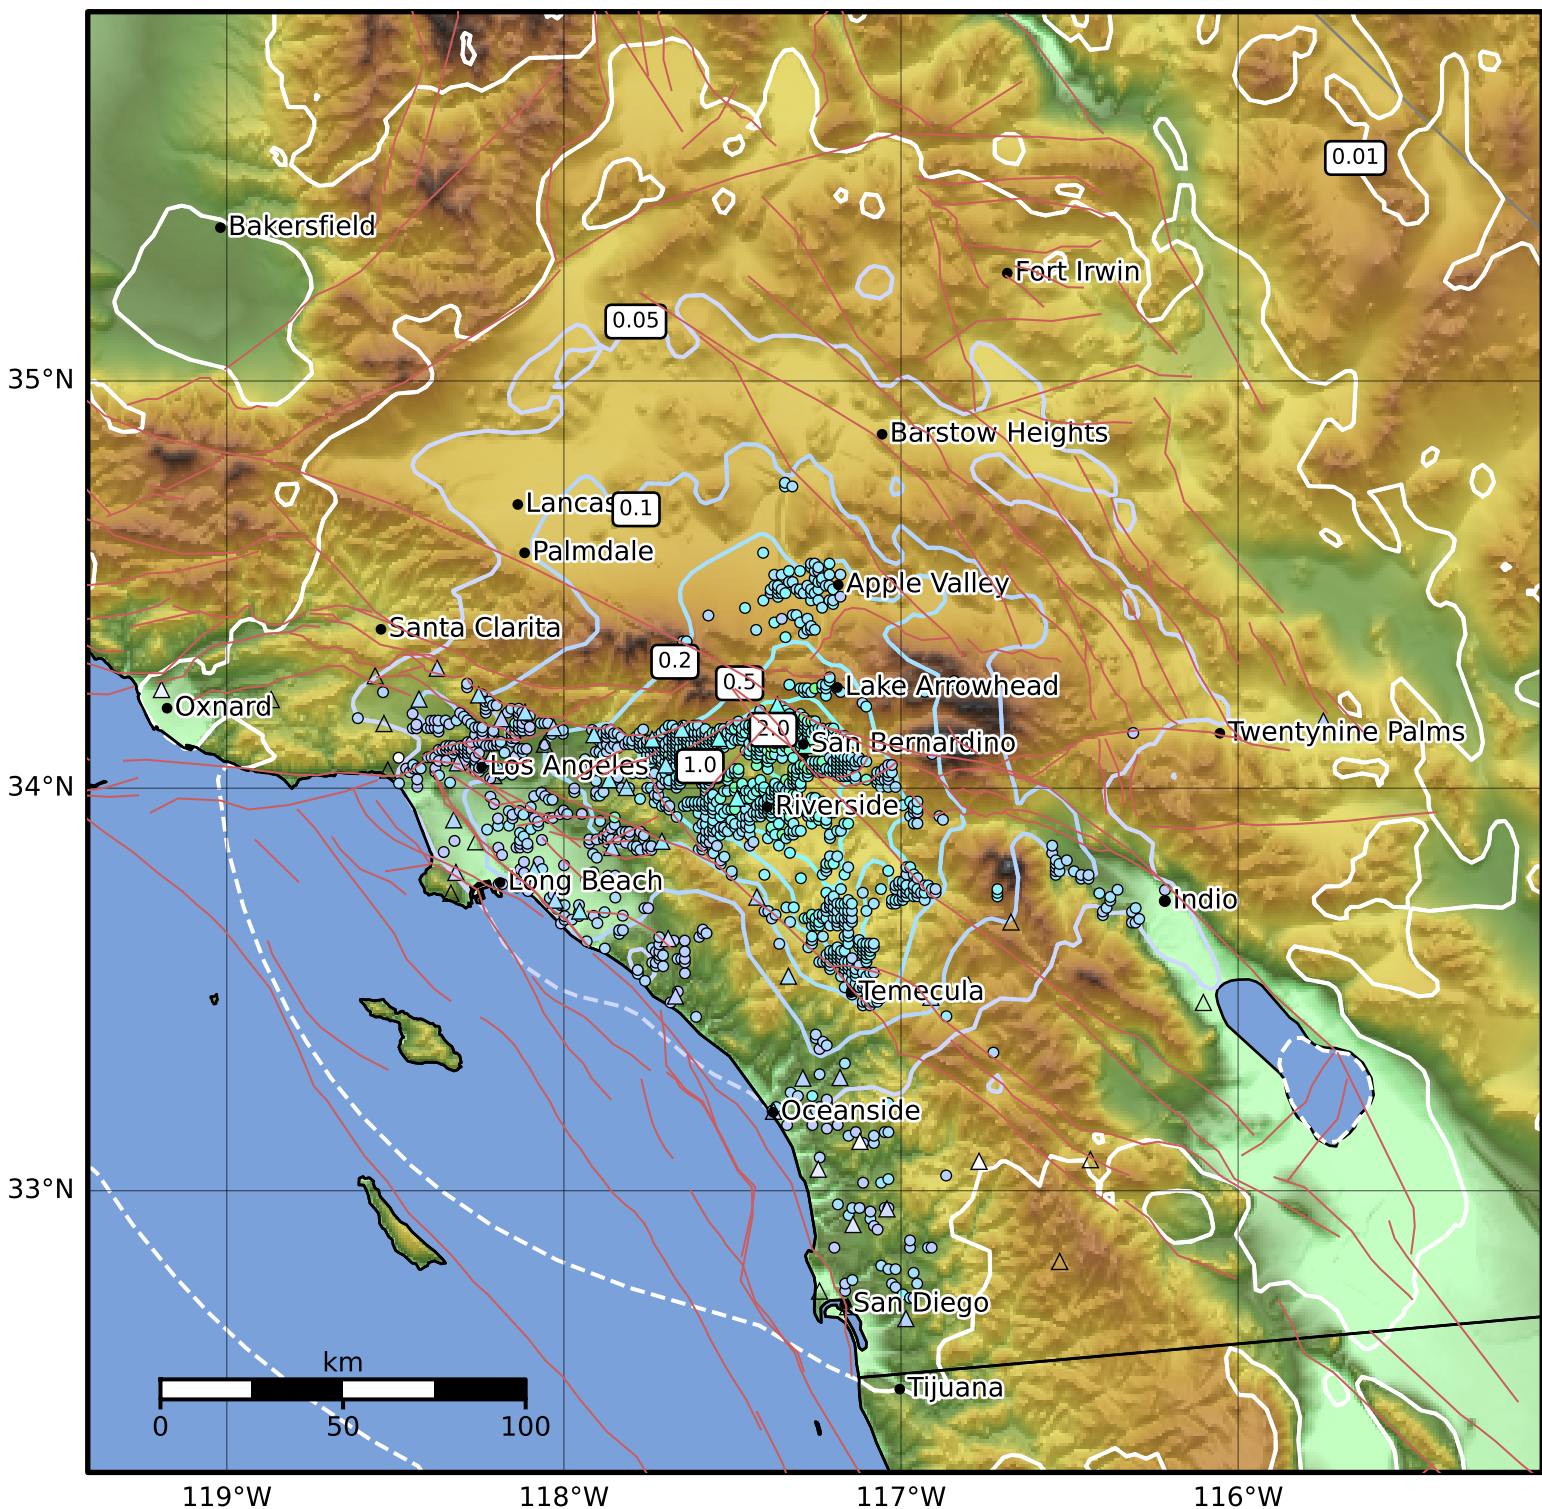 0.01
Bakersfield
Fort Irwin
0.05
35°N
Barstow Heights
Lancas
0.1
Palmdale
Apple Valley
Santa Clarita
0.2
0.5
Lake Arrowhead
Oxnard
2.0
Twentynine Palms
San Bernardino
1.0
Los Angeles
34°N
Riverside
Long Beach
Indio
Temecula
Oceanside
33°N
San Diego
km
Tijuana
0 50 100
119°W 118°W 117°W 116°W